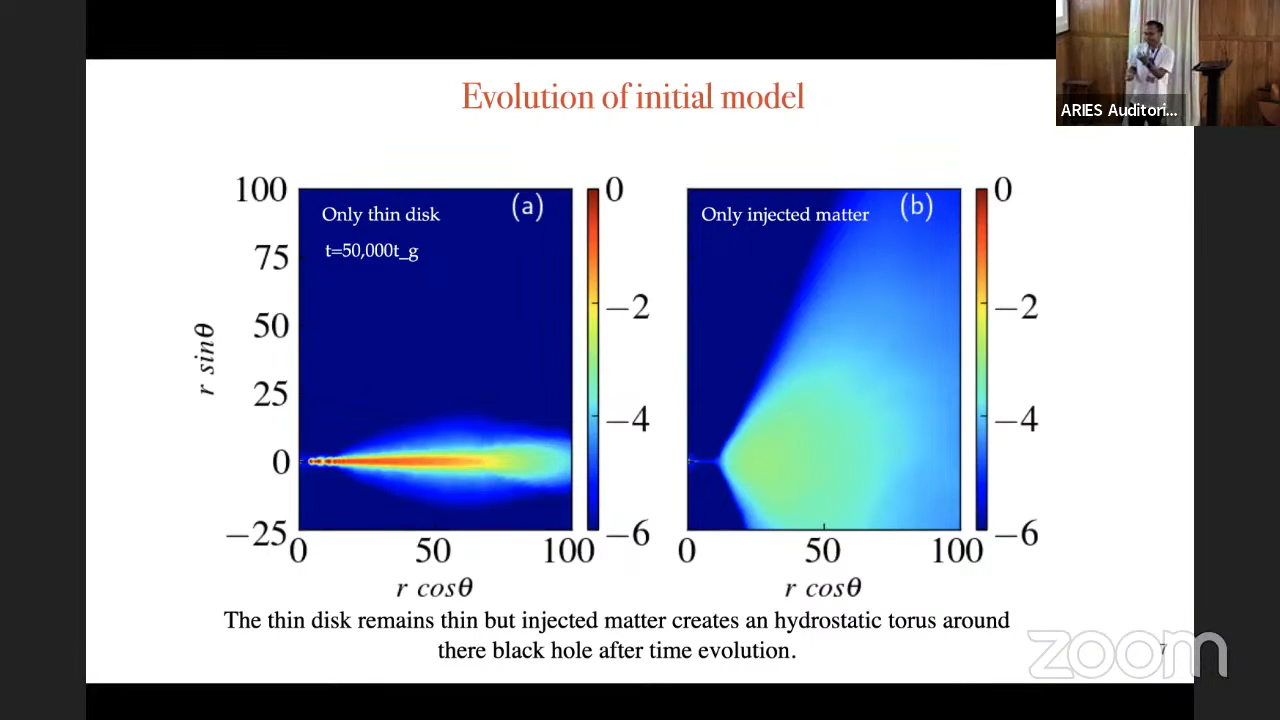 Evolution of initial model
ARIES Auditori...
100
75
50
25
0
−25
r sinθ
Only thin disk
(a)
t=50,000t_g
0
−2
−4
−6
0
50
100
r cosθ
Only injected matter
(b)
0
−2
−4
−6
0
50
100
r cosθ
The thin disk remains thin but injected matter creates an hydrostatic torus around
there black hole after time evolution.
7
zoom